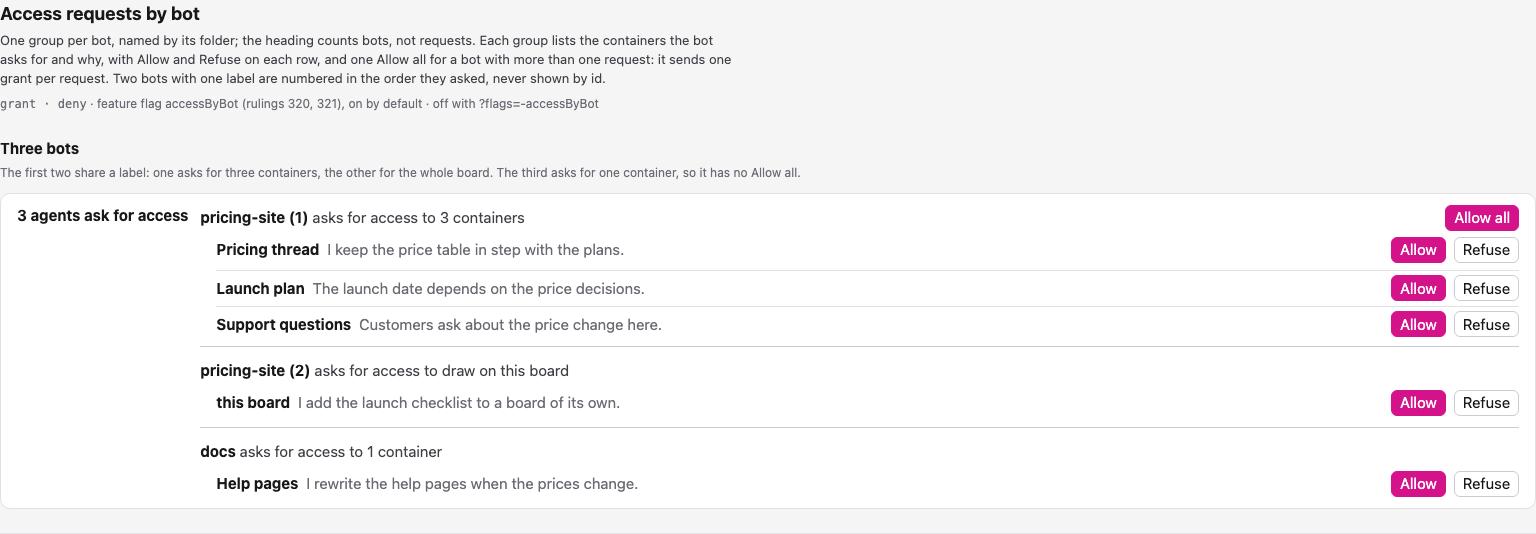 Access requests by bot
One group per bot, named by its folder; the heading counts bots, not requests. Each group lists the containers the bot
asks for and why, with Allow and Refuse on each row, and one Allow all for a bot with more than one request: it sends one
grant per request. Two bots with one label are numbered in the order they asked, never shown by id.
grant · deny · feature flag accessByBot (rulings 320, 321), on by default · off with ?flags=-accessByBot
Three bots
The first two share a label: one asks for three containers, the other for the whole board. The third asks for one container, so it has no Allow all.
3 agents ask for access
pricing-site (1) asks for access to 3 containers Allow all
Pricing thread I keep the price table in step with the plans. Allow Refuse
Launch plan The launch date depends on the price decisions. Allow Refuse
Support questions Customers ask about the price change here. Allow Refuse
pricing-site (2) asks for access to draw on this board
this board I add the launch checklist to a board of its own. Allow Refuse
docs asks for access to 1 container
Help pages I rewrite the help pages when the prices change. Allow Refuse